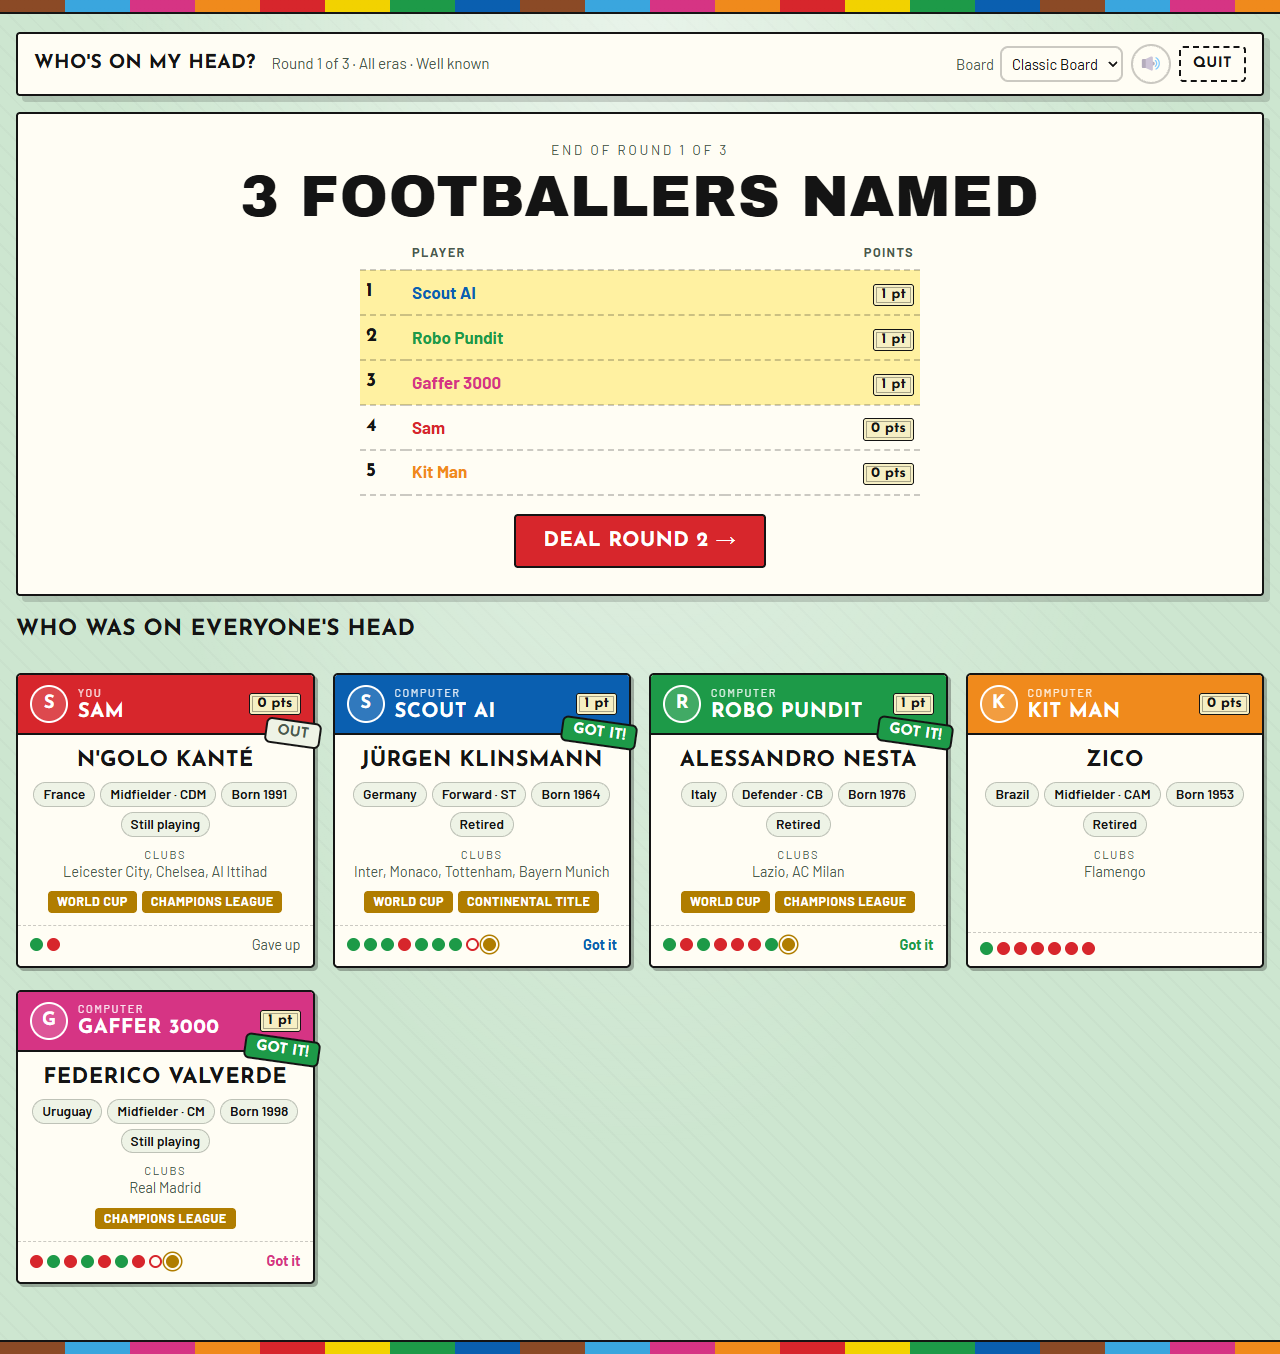 WHO'S ON MY HEAD?
Round 1 of 3 · All eras · Well known
Board
Classic Board
QUIT
END OF ROUND 1 OF 3
3 FOOTBALLERS NAMED
PLAYER POINTS
1 Scout AI 1 pt
2 Robo Pundit 1 pt
3 Gaffer 3000 1 pt
4 Sam 0 pts
5 Kit Man 0 pts
DEAL ROUND 2 →
WHO WAS ON EVERYONE'S HEAD
S
YOU
SAM
0 pts
OUT
N'GOLO KANTÉ
France Midfielder · CDM Born 1991
Still playing
CLUBS
Leicester City, Chelsea, Al Ittihad
WORLD CUP CHAMPIONS LEAGUE
Gave up
S
COMPUTER
SCOUT AI
1 pt
GOT IT!
JÜRGEN KLINSMANN
Germany Forward · ST Born 1964
Retired
CLUBS
Inter, Monaco, Tottenham, Bayern Munich
WORLD CUP CONTINENTAL TITLE
Got it
R
COMPUTER
ROBO PUNDIT
1 pt
GOT IT!
ALESSANDRO NESTA
Italy Defender · CB Born 1976
Retired
CLUBS
Lazio, AC Milan
WORLD CUP CHAMPIONS LEAGUE
Got it
K
COMPUTER
KIT MAN
0 pts
ZICO
Brazil Midfielder · CAM Born 1953
Retired
CLUBS
Flamengo
G
COMPUTER
GAFFER 3000
1 pt
GOT IT!
FEDERICO VALVERDE
Uruguay Midfielder · CM Born 1998
Still playing
CLUBS
Real Madrid
CHAMPIONS LEAGUE
Got it